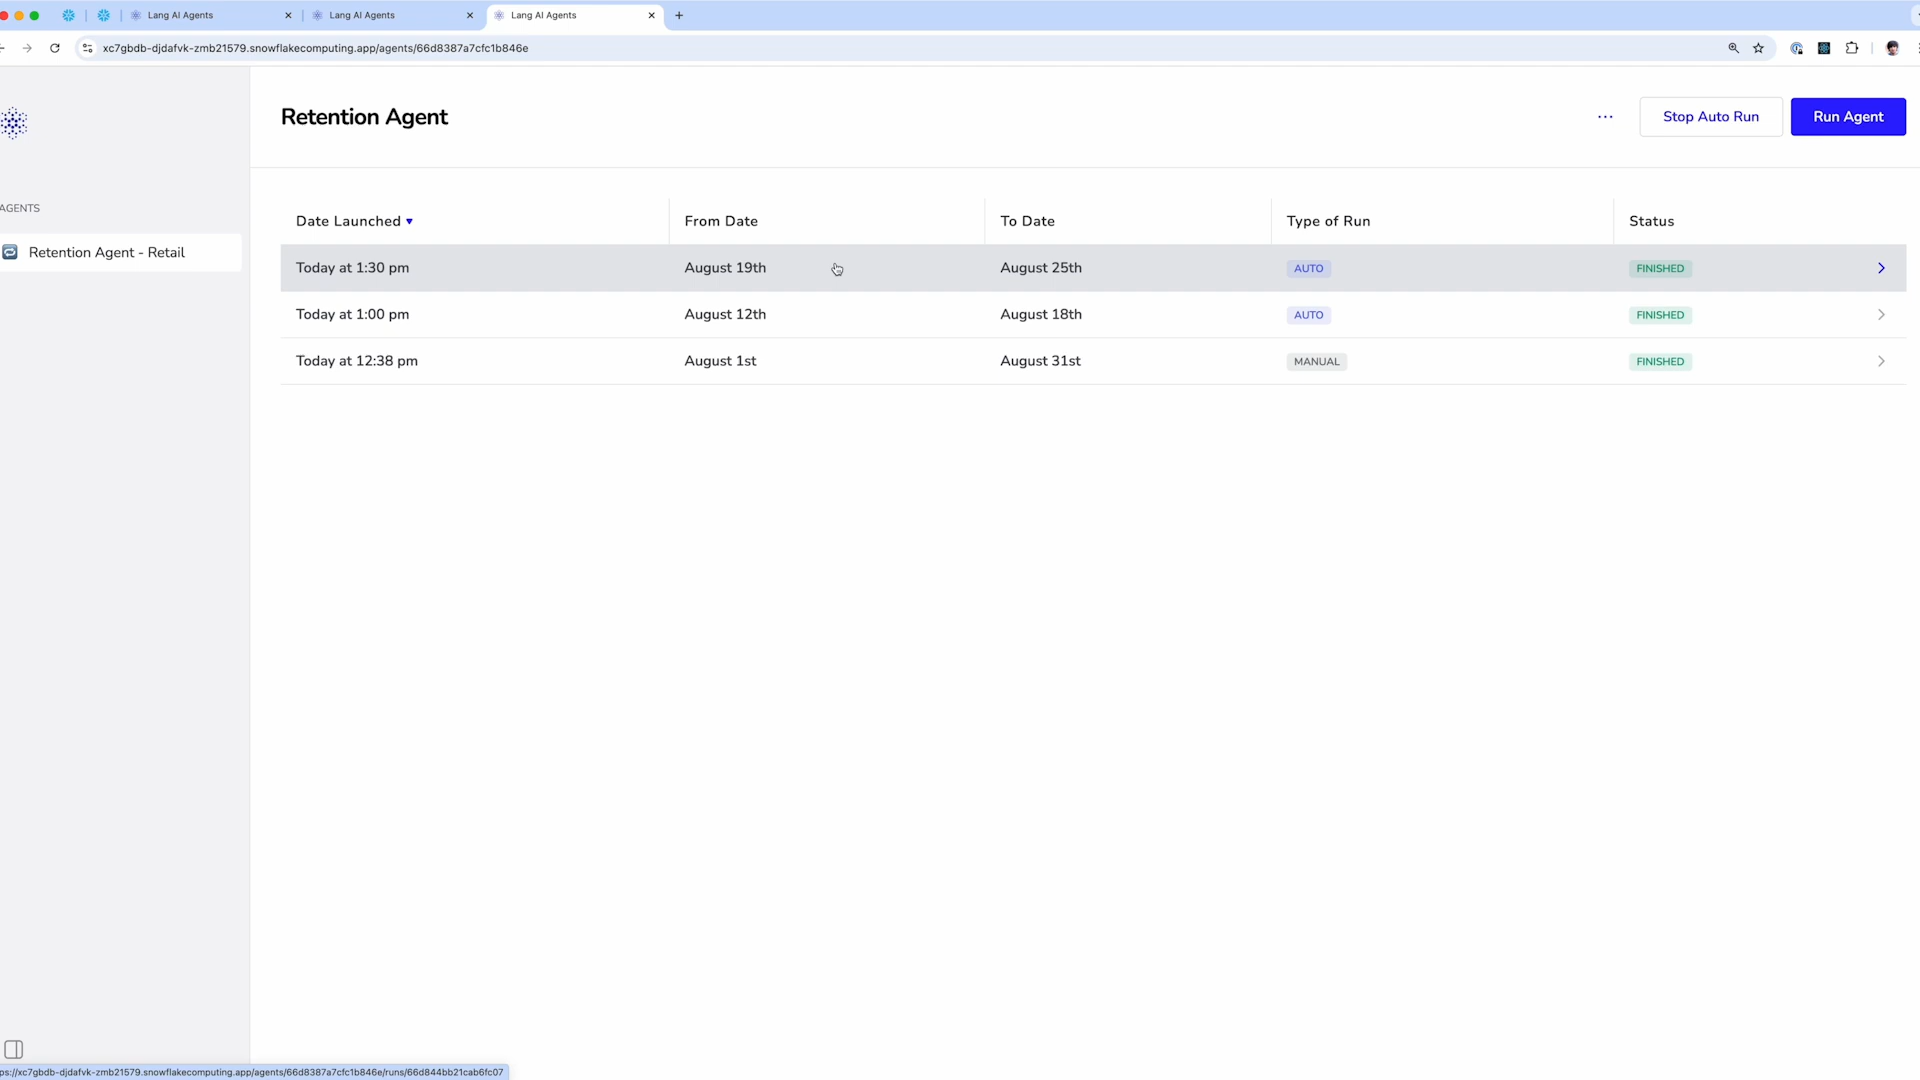 Lang AI Agents
Lang AI Agents
Lang AI Agents
xc7gbdb-djdafvk-zmb21579.snowflakecomputing.app/agents/66d8387a7cfc1b846e
Retention Agent
Stop Auto Run
Run Agent
AGENTS
Retention Agent - Retail
Date Launched From Date To Date Type of Run Status
Today at 1:30 pm August 19th August 25th AUTO FINISHED
Today at 1:00 pm August 12th August 18th AUTO FINISHED
Today at 12:38 pm August 1st August 31st MANUAL FINISHED
ps://xc7gbdb-djdafvk-zmb21579.snowflakecomputing.app/agents/66d8387a7cfc1b846e/runs/66d844bb21cab6fc07